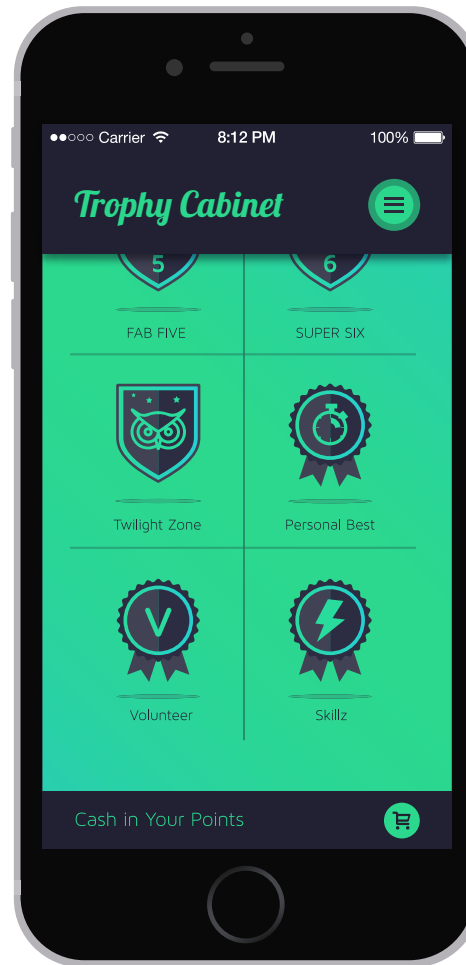 Carrier 8:12 PM 100%
Trophy Cabinet
5 6
FAB FIVE SUPER SIX
Twilight Zone Personal Best
V
Volunteer Skillz
Cash in Your Points